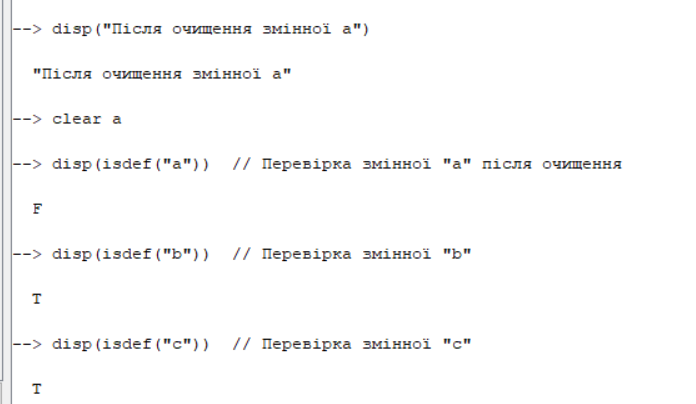 --> disp("Після очищення змінної a")
"Після очищення змінної a"
--> clear a
--> disp(isdef("a"))  // Перевірка змінної "a" після очищення
F
--> disp(isdef("b"))  // Перевірка змінної "b"
T
--> disp(isdef("c"))  // Перевірка змінної "c"
T